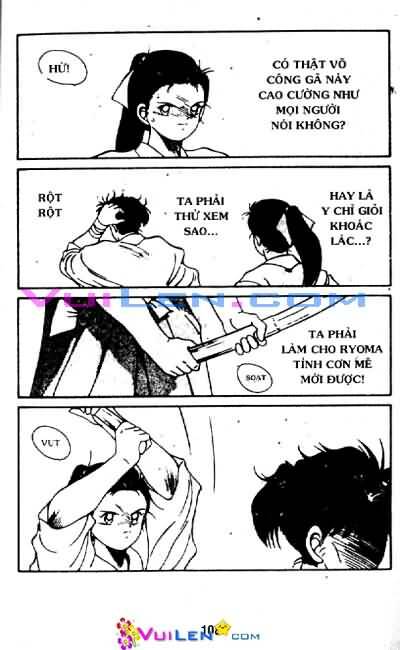 HỪ!
CÓ THẬT VÕ
CÔNG GÃ NÀY
CAO CƯỜNG NHƯ
MỌI NGƯỜI
NÓI KHÔNG?
RỘT
RỘT
TA PHẢI
THỬ XEM
SAO...
HAY LÀ
Y CHỈ GIỎI
KHOÁC
LÁC...?
VUILEN.COM
TA PHẢI
LÀM CHO RYOMA
TỈNH CƠN MÊ
MỚI ĐƯỢC!
SOẠT
VỤT
VUILEN.COM